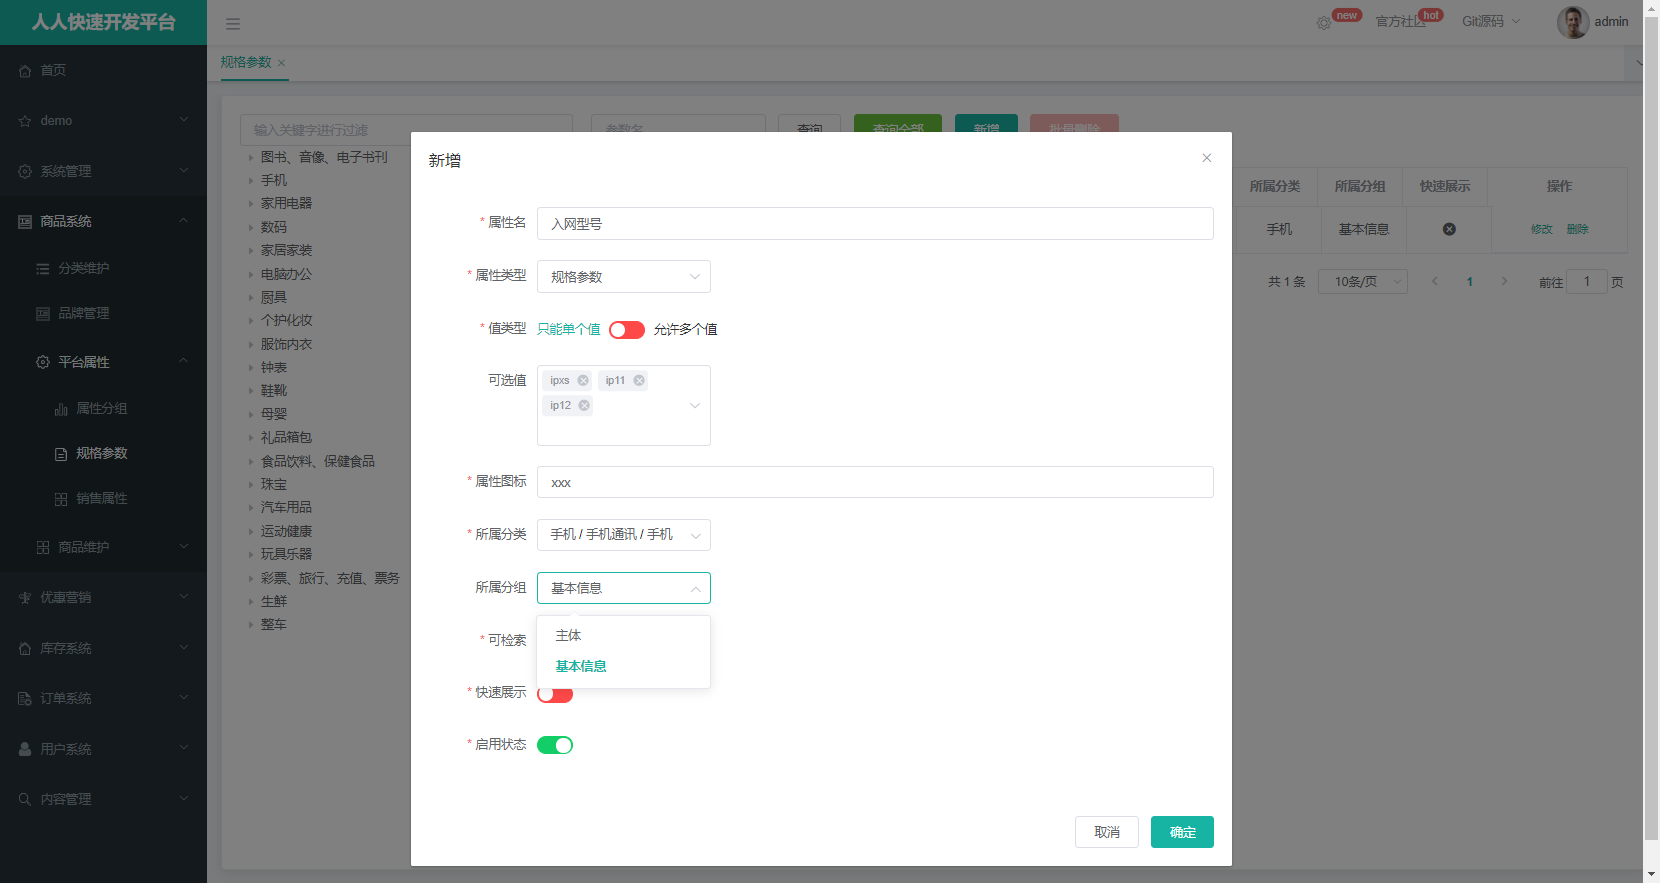 人人快速开发平台
new
官方社区
hot
Git源码
admin
规格参数
首页
demo
系统管理
商品系统
分类维护
品牌管理
平台属性
属性分组
规格参数
销售属性
商品维护
优惠营销
库存系统
订单系统
用户系统
内容管理
输入关键字进行过滤
参数名
查询
查询全部
新增
批量删除
图书、音像、电子书刊
手机
家用电器
数码
家居家装
电脑办公
厨具
个护化妆
服饰内衣
钟表
鞋靴
母婴
礼品箱包
食品饮料、保健食品
珠宝
汽车用品
运动健康
玩具乐器
彩票、旅行、充值、票务
生鲜
整车
所属分类 所属分组 快速展示 操作
手机 基本信息 修改 删除
共 1 条 10条/页 1 前往 1 页
新增
* 属性名 入网型号
* 属性类型 规格参数
* 值类型 只能单个值 允许多个值
可选值 ipxs ip11
ip12
* 属性图标 xxx
* 所属分类 手机 / 手机通讯 / 手机
所属分组 基本信息
主体
* 可检索
基本信息
* 快速展示
* 启用状态
取消 确定